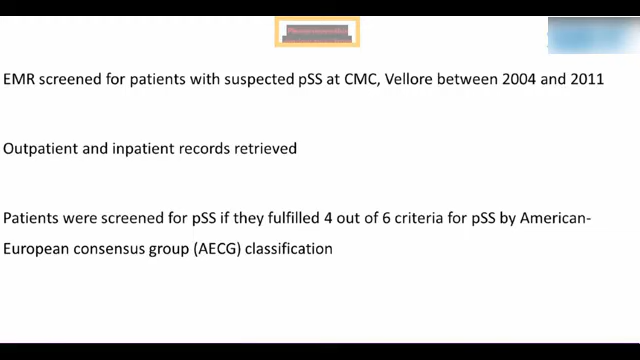 EMR screened for patients with suspected pSS at CMC, Vellore between 2004 and 2011
Outpatient and inpatient records retrieved
Patients were screened for pSS if they fulfilled 4 out of 6 criteria for pSS by American-
European consensus group (AECG) classification